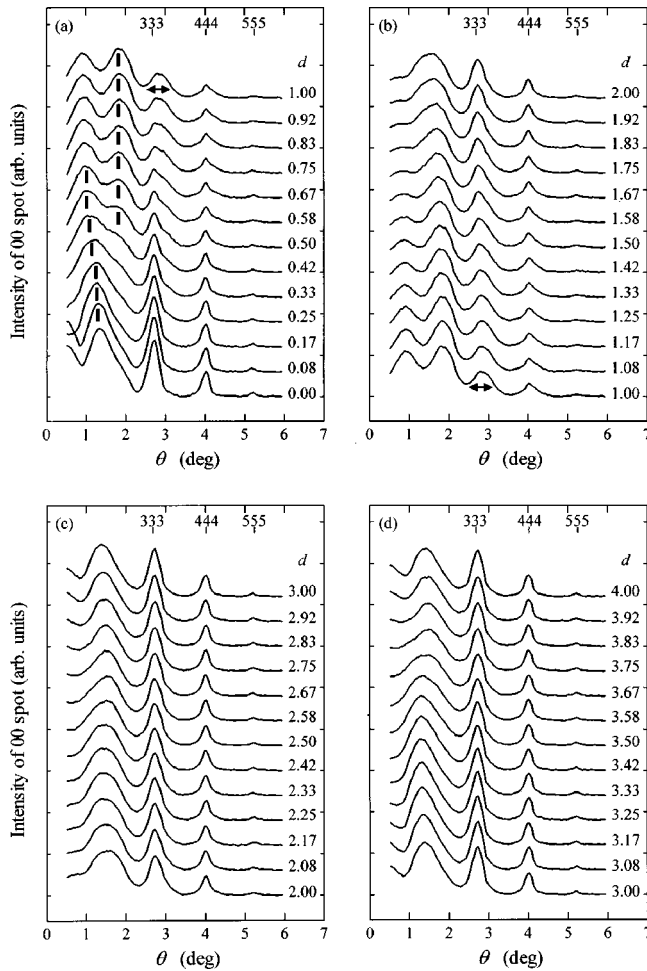 (a) 333 444 555
d
1.00
0.92
0.83
0.75
0.67
0.58
0.50
0.42
0.33
0.25
0.17
0.08
0.00
0 1 2 3 4 5 6 7
θ (deg)
Intensity of 00 spot (arb. units)
(b) 333 444 555
d
2.00
1.92
1.83
1.75
1.67
1.58
1.50
1.42
1.33
1.25
1.17
1.08
1.00
0 1 2 3 4 5 6 7
θ (deg)
(c) 333 444 555
d
3.00
2.92
2.83
2.75
2.67
2.58
2.50
2.42
2.33
2.25
2.17
2.08
2.00
0 1 2 3 4 5 6 7
θ (deg)
Intensity of 00 spot (arb. units)
(d) 333 444 555
d
4.00
3.92
3.83
3.75
3.67
3.58
3.50
3.42
3.33
3.25
3.17
3.08
3.00
0 1 2 3 4 5 6 7
θ (deg)